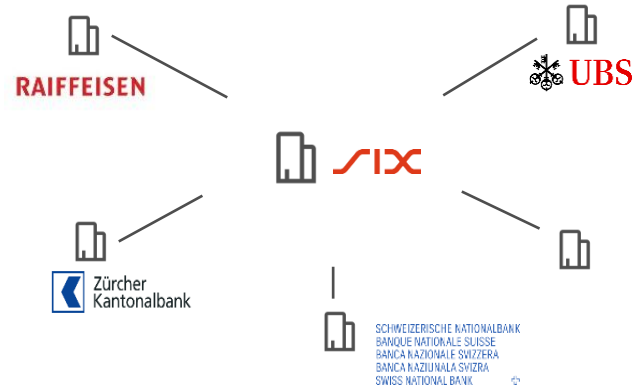 RAIFFEISEN
UBS
SIX
Zürcher
Kantonalbank
SCHWEIZERISCHE NATIONALBANK
BANQUE NATIONALE SUISSE
BANCA NAZIONALE SVIZZERA
BANCA NAZIUNALA SVIZRA
SWISS NATIONAL BANK